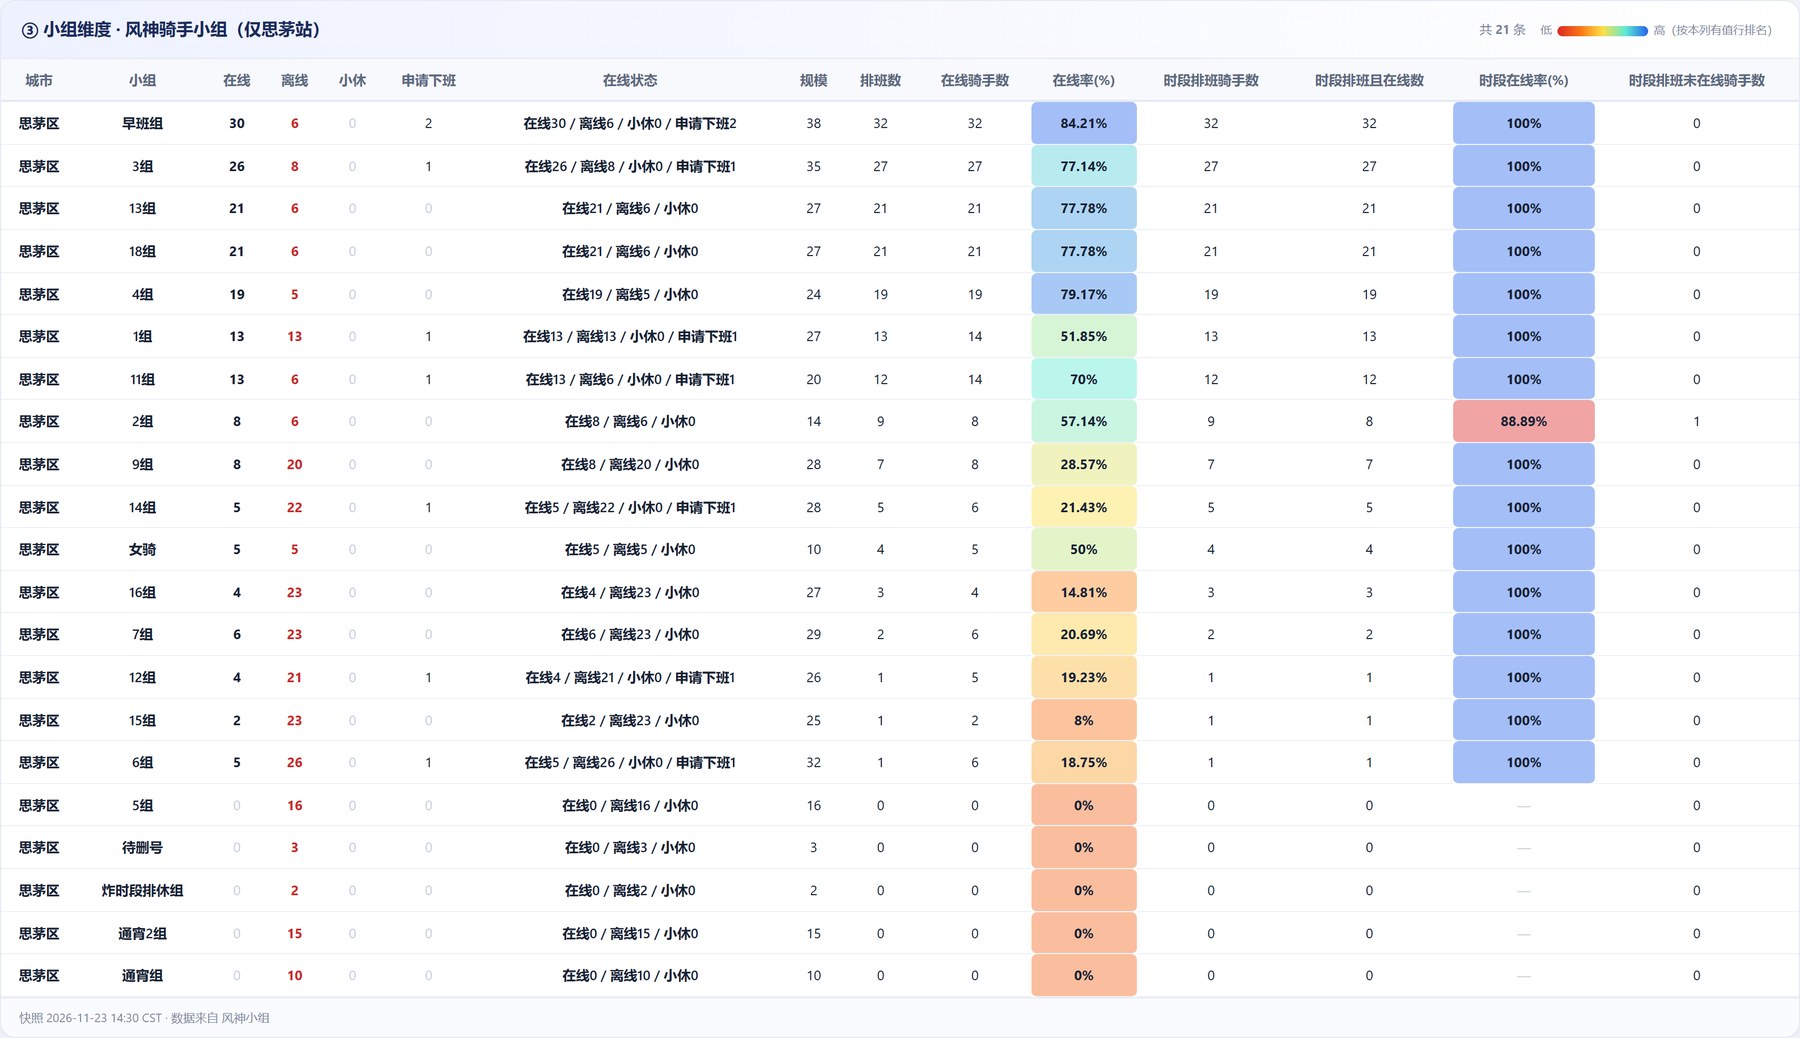 ③ 小组维度 · 风神骑手小组（仅思茅站）
共 21 条 低 高 (按本列有值行排名)
城市 小组 在线 离线 小休 申请下班 在线状态 规模 排班数 在线骑手数 在线率(%) 时段排班骑手数 时段排班且在线数 时段在线率(%) 时段排班未在线骑手数
思茅区 早班组 30 6 0 2 在线30 / 离线6 / 小休0 / 申请下班2 38 32 32 84.21% 32 32 100% 0
思茅区 3组 26 8 0 1 在线26 / 离线8 / 小休0 / 申请下班1 35 27 27 77.14% 27 27 100% 0
思茅区 13组 21 6 0 0 在线21 / 离线6 / 小休0 27 21 21 77.78% 21 21 100% 0
思茅区 18组 21 6 0 0 在线21 / 离线6 / 小休0 27 21 21 77.78% 21 21 100% 0
思茅区 4组 19 5 0 0 在线19 / 离线5 / 小休0 24 19 19 79.17% 19 19 100% 0
思茅区 1组 13 13 0 1 在线13 / 离线13 / 小休0 / 申请下班1 27 13 14 51.85% 13 13 100% 0
思茅区 11组 13 6 0 1 在线13 / 离线6 / 小休0 / 申请下班1 20 12 14 70% 12 12 100% 0
思茅区 2组 8 6 0 0 在线8 / 离线6 / 小休0 14 9 8 57.14% 9 8 88.89% 1
思茅区 9组 8 20 0 0 在线8 / 离线20 / 小休0 28 7 8 28.57% 7 7 100% 0
思茅区 14组 5 22 0 1 在线5 / 离线22 / 小休0 / 申请下班1 28 5 6 21.43% 5 5 100% 0
思茅区 女骑 5 5 0 0 在线5 / 离线5 / 小休0 10 4 5 50% 4 4 100% 0
思茅区 16组 4 23 0 0 在线4 / 离线23 / 小休0 27 3 4 14.81% 3 3 100% 0
思茅区 7组 6 23 0 0 在线6 / 离线23 / 小休0 29 2 6 20.69% 2 2 100% 0
思茅区 12组 4 21 0 1 在线4 / 离线21 / 小休0 / 申请下班1 26 1 5 19.23% 1 1 100% 0
思茅区 15组 2 23 0 0 在线2 / 离线23 / 小休0 25 1 2 8% 1 1 100% 0
思茅区 6组 5 26 0 1 在线5 / 离线26 / 小休0 / 申请下班1 32 1 6 18.75% 1 1 100% 0
思茅区 5组 0 16 0 0 在线0 / 离线16 / 小休0 16 0 0 0% 0 0 — 0
思茅区 待删号 0 3 0 0 在线0 / 离线3 / 小休0 3 0 0 0% 0 0 — 0
思茅区 炸时段排休组 0 2 0 0 在线0 / 离线2 / 小休0 2 0 0 0% 0 0 — 0
思茅区 通宵2组 0 15 0 0 在线0 / 离线15 / 小休0 15 0 0 0% 0 0 — 0
思茅区 通宵组 0 10 0 0 在线0 / 离线10 / 小休0 10 0 0 0% 0 0 — 0
快照 2026-11-23 14:30 CST · 数据来自 风神小组